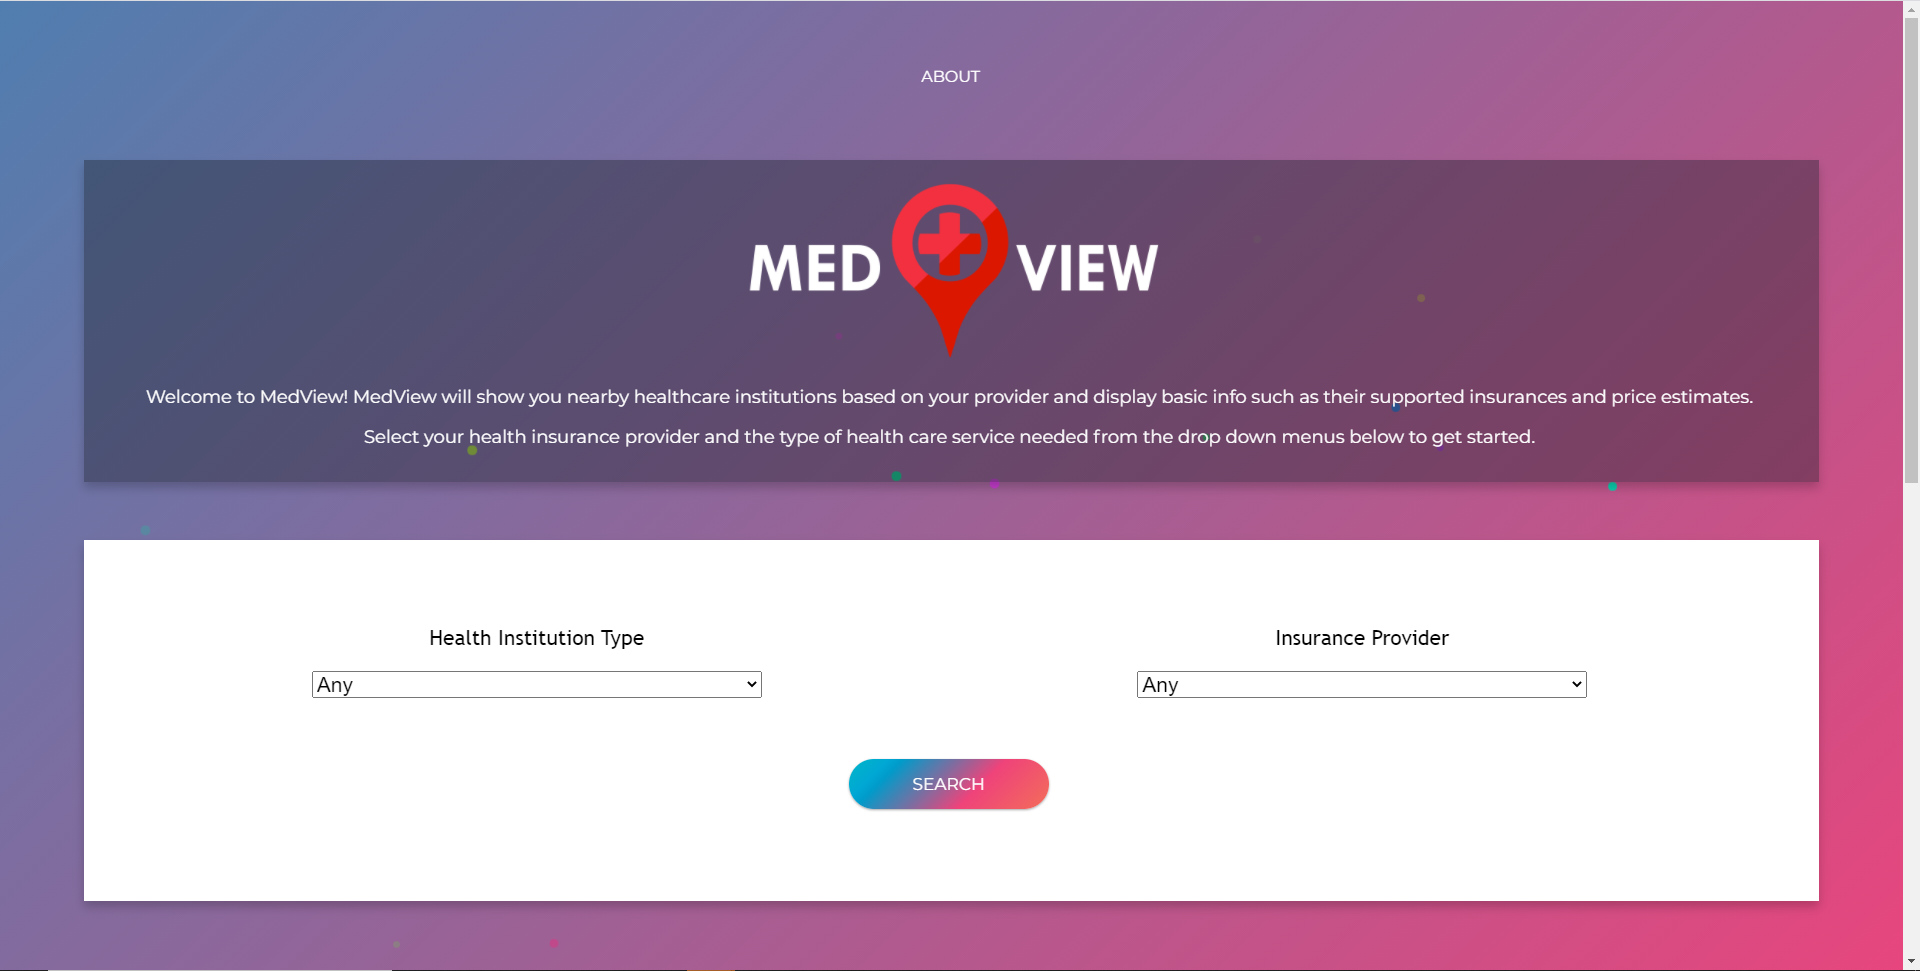 ABOUT
MED VIEW
Welcome to MedView! MedView will show you nearby healthcare institutions based on your provider and display basic info such as their supported insurances and price estimates.
Select your health insurance provider and the type of health care service needed from the drop down menus below to get started.
Health Institution Type
Insurance Provider
Any
Any
SEARCH